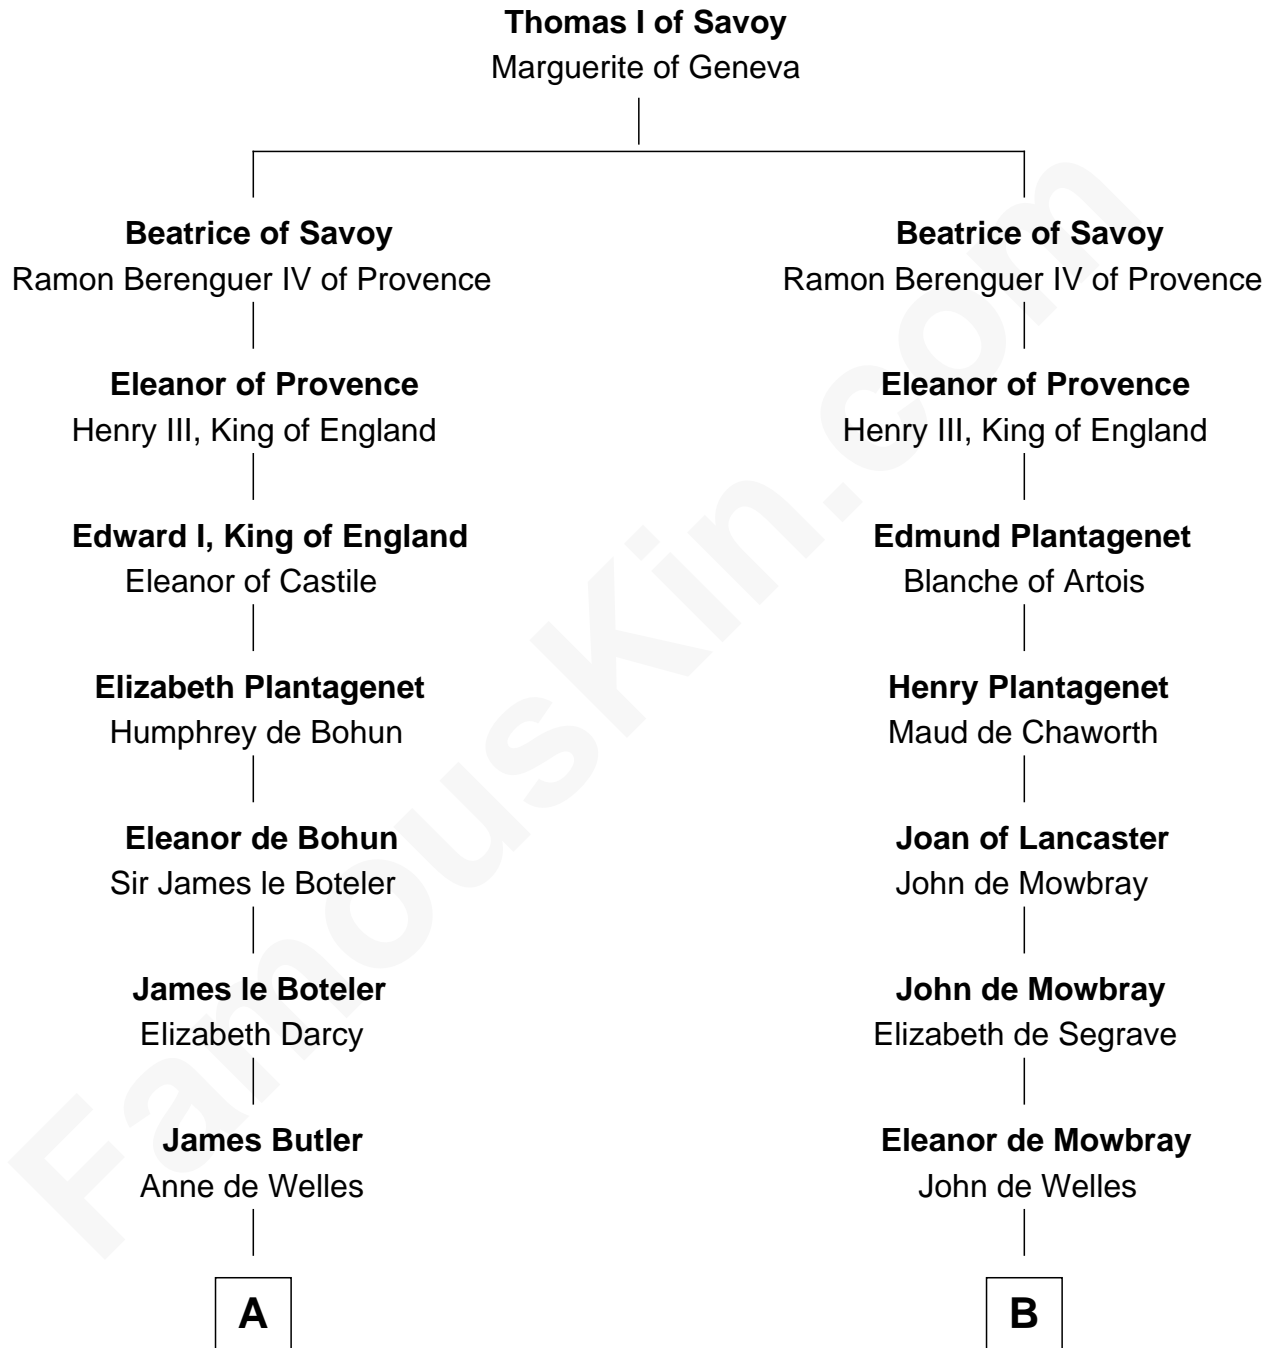 Thomas I of Savoy
Marguerite of Geneva
Beatrice of Savoy
Ramon Berenguer IV of Provence
Beatrice of Savoy
Ramon Berenguer IV of Provence
Eleanor of Provence
Henry III, King of England
Eleanor of Provence
Henry III, King of England
Edward I, King of England
Eleanor of Castile
Edmund Plantagenet
Blanche of Artois
Elizabeth Plantagenet
Humphrey de Bohun
Henry Plantagenet
Maud de Chaworth
Eleanor de Bohun
Sir James le Boteler
Joan of Lancaster
John de Mowbray
James le Boteler
Elizabeth Darcy
John de Mowbray
Elizabeth de Segrave
James Butler
Anne de Welles
Eleanor de Mowbray
John de Welles
A
B
FamousKin.com